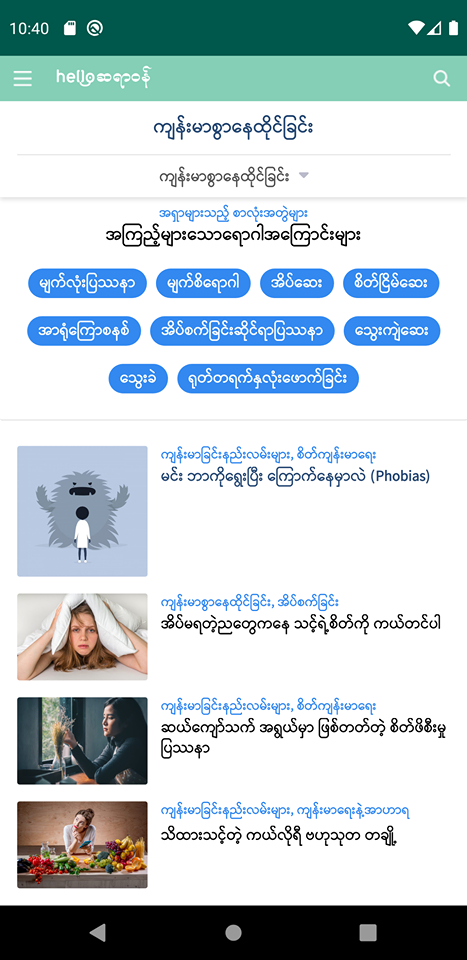 10:40
helloဆရာဝန်
ကျန်းမာစွာနေထိုင်ခြင်း
ကျန်းမာစွာနေထိုင်ခြင်း
အရှာများသည့် စာလုံးအတွဲများ
အကြည့်များသောရောဂါအကြောင်းများ
မျက်လုံးပြဿနာ မျက်စိရောဂါ အိပ်ဆေး စိတ်ငြိမ်ဆေး
အာရုံကြောစနစ် အိပ်စက်ခြင်းဆိုင်ရာပြဿနာ သွေးကျဲဆေး
သွေးခဲ ရုတ်တရက်နှလုံးဖောက်ခြင်း
ကျန်းမာခြင်းနည်းလမ်းများ, စိတ်ကျန်းမာရေး
မင်း ဘာကိုရွေးပြီး ကြောက်နေမှာလဲ (Phobias)
ကျန်းမာစွာနေထိုင်ခြင်း, အိပ်စက်ခြင်း
အိပ်မရတဲ့ညတွေကနေ သင့်ရဲ့စိတ်ကို ကယ်တင်ပါ
ကျန်းမာခြင်းနည်းလမ်းများ, စိတ်ကျန်းမာရေး
ဆယ်ကျော်သက် အရွယ်မှာ ဖြစ်တတ်တဲ့ စိတ်ဖိစီးမှု
ပြဿနာ
ကျန်းမာခြင်းနည်းလမ်းများ, ကျန်းမာရေးနဲ့အာဟာရ
သိထားသင့်တဲ့ ကယ်လိုရီ ဗဟုသုတ တချို့